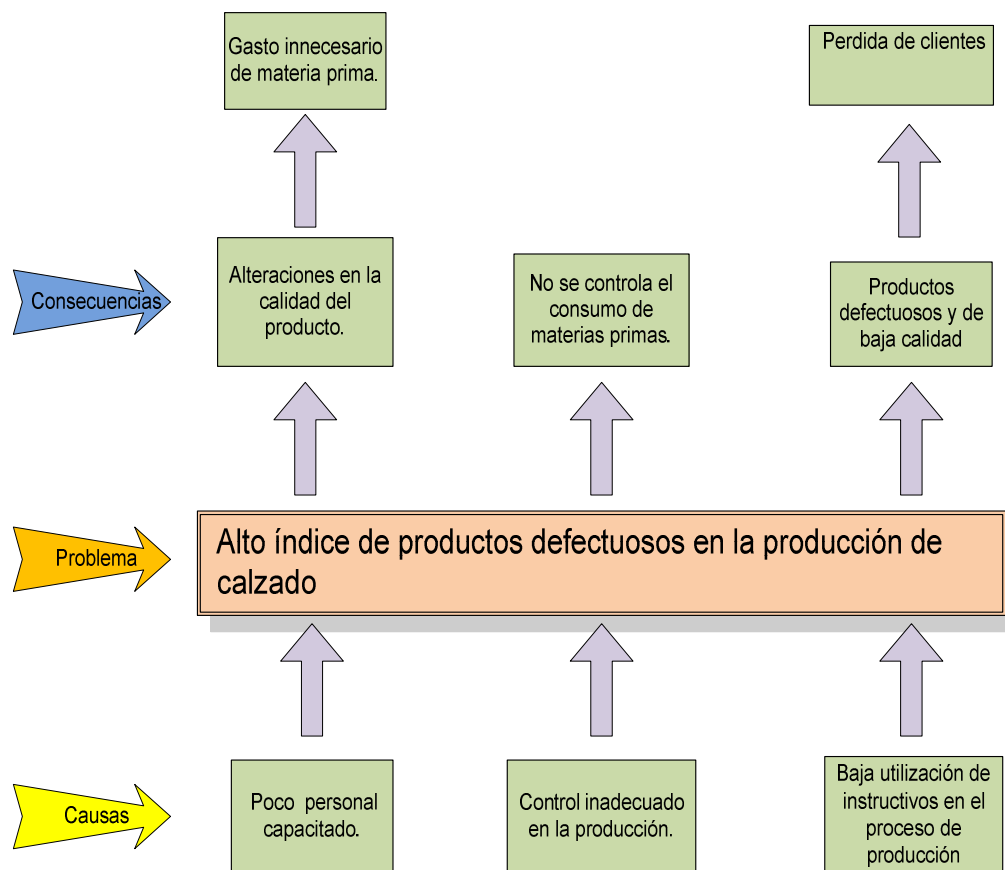 Gasto innecesario
de materia prima.
Perdida de clientes
Consecuencias
Alteraciones en la
calidad del
producto.
No se controla el
consumo de
materias primas.
Productos
defectuosos y de
baja calidad
Problema
Alto índice de productos defectuosos en la producción de
calzado
Causas
Poco personal
capacitado.
Control inadecuado
en la producción.
Baja utilización de
instructivos en el
proceso de
producción